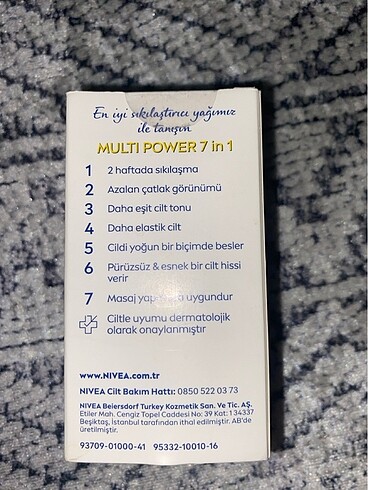 En iyi sıkılaştırıcı yağımız
ile tanışın
MULTI POWER 7 in 1
1 2 haftada sıkılaşma
2 Azalan çatlak görünümü
3 Daha eşit cilt tonu
4 Daha elastik cilt
5 Cildi yoğun bir biçimde besler
6 Pürüzsüz & esnek bir cilt hissi
verir
7 Masaj uygundur
Ciltle uyumu dermatolojik
olarak onaylanmıştır
www.NIVEA.com.tr
NIVEA Cilt Bakım Hattı: 0850 522 03 73
NIVEA Beiersdorf Turkey Kozmetik San. Ve Tic. AŞ.
Etiler Mah. Cengiz Topel Caddesi No: 39 Kat: 1 34337
Beşiktaş, İstanbul tarafından ithal edilmiştir. AB'de
üretilmiştir.
93709-01000-41 95332-10010-16